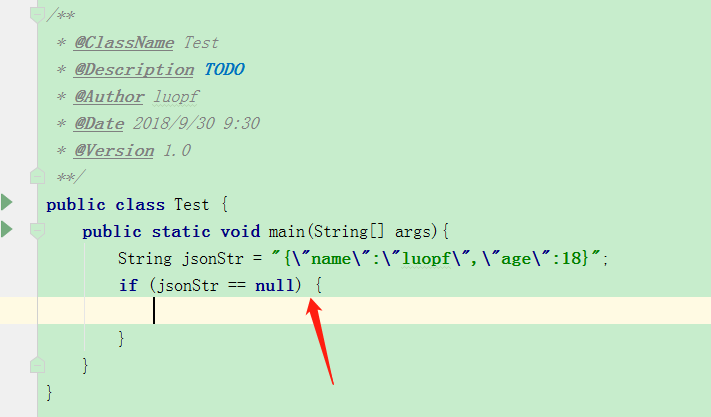 /**
 * @ClassName Test
 * @Description TODO
 * @Author luopf
 * @Date 2018/9/30 9:30
 * @Version 1.0
 **/
public class Test {
    public static void main(String[] args){
        String jsonStr = "{\"name\":\"luopf\",\"age\":18}";
        if (jsonStr == null) {
        }
    }
}